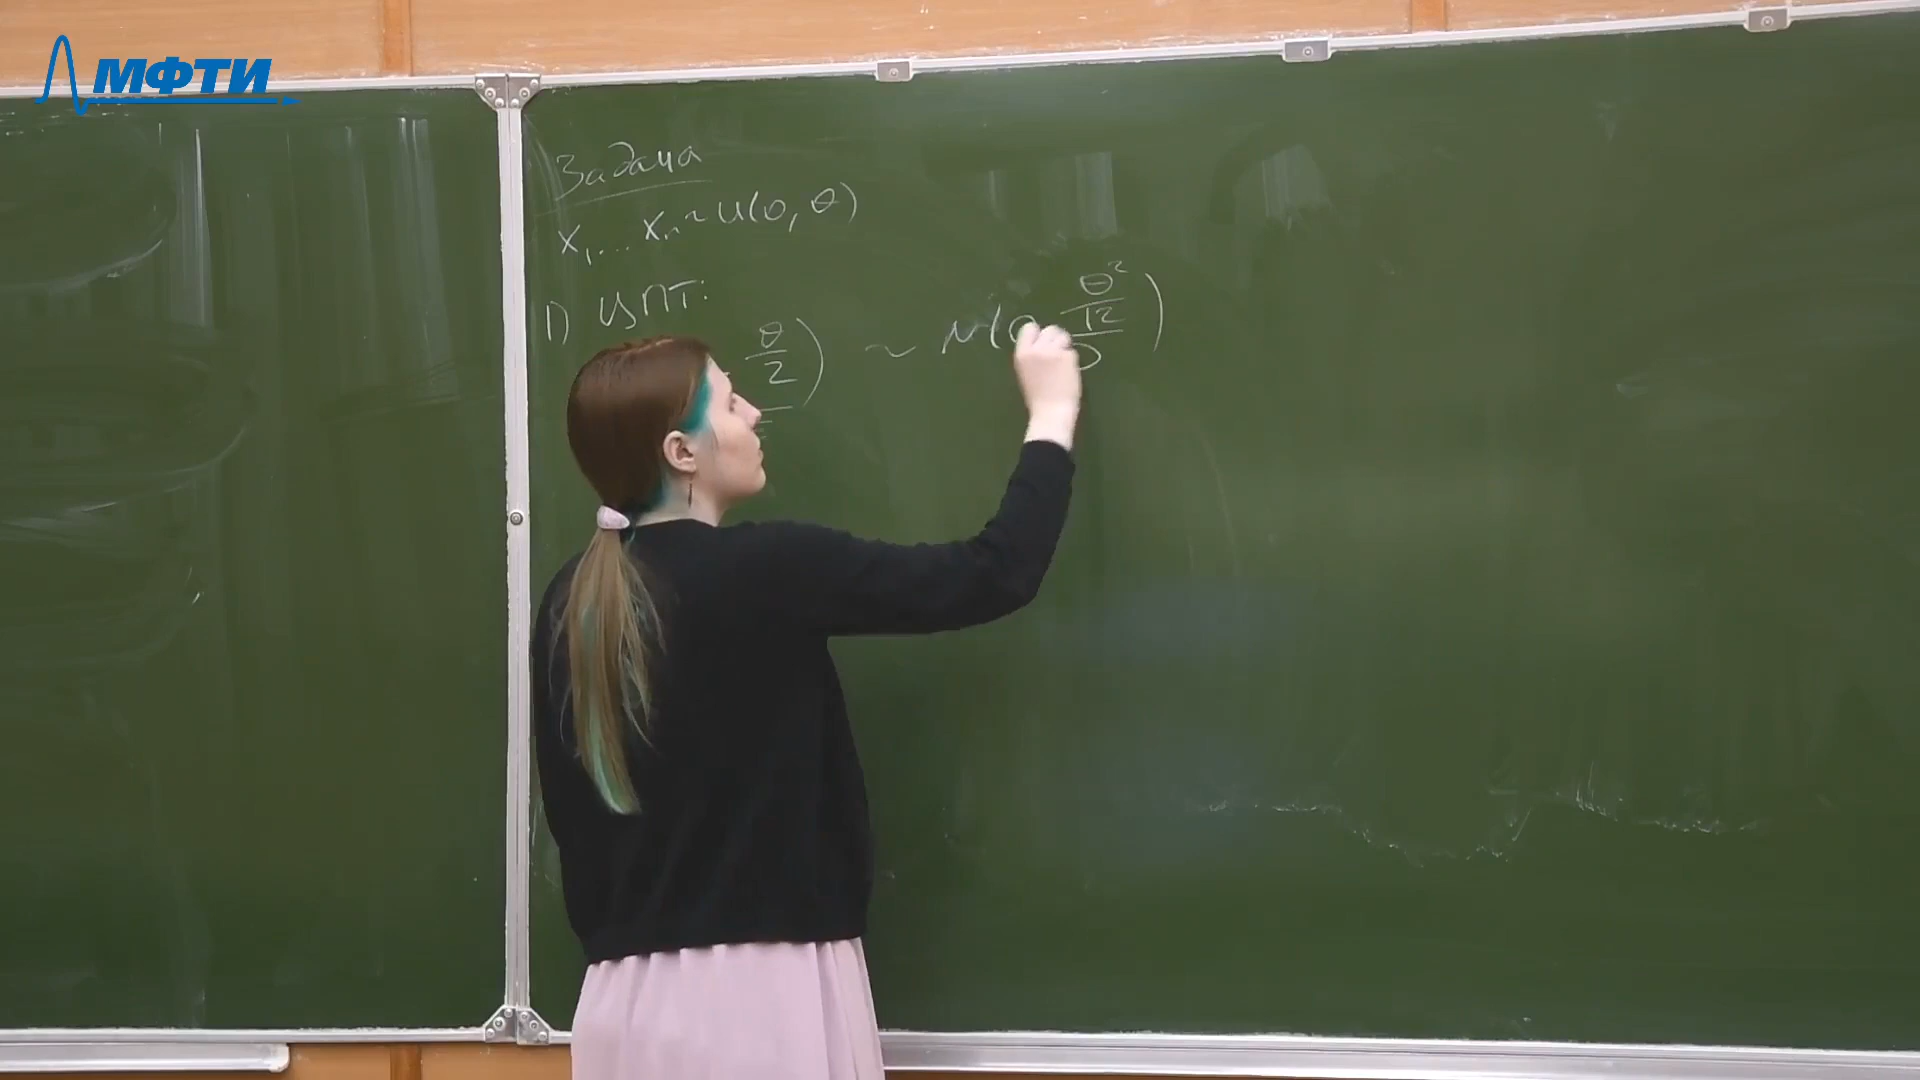 МФТИ
Задача
x₁,... xₙ ~ U(0, θ)
1) ЦПТ:
θ/2) ~ N(0, θ²/12)